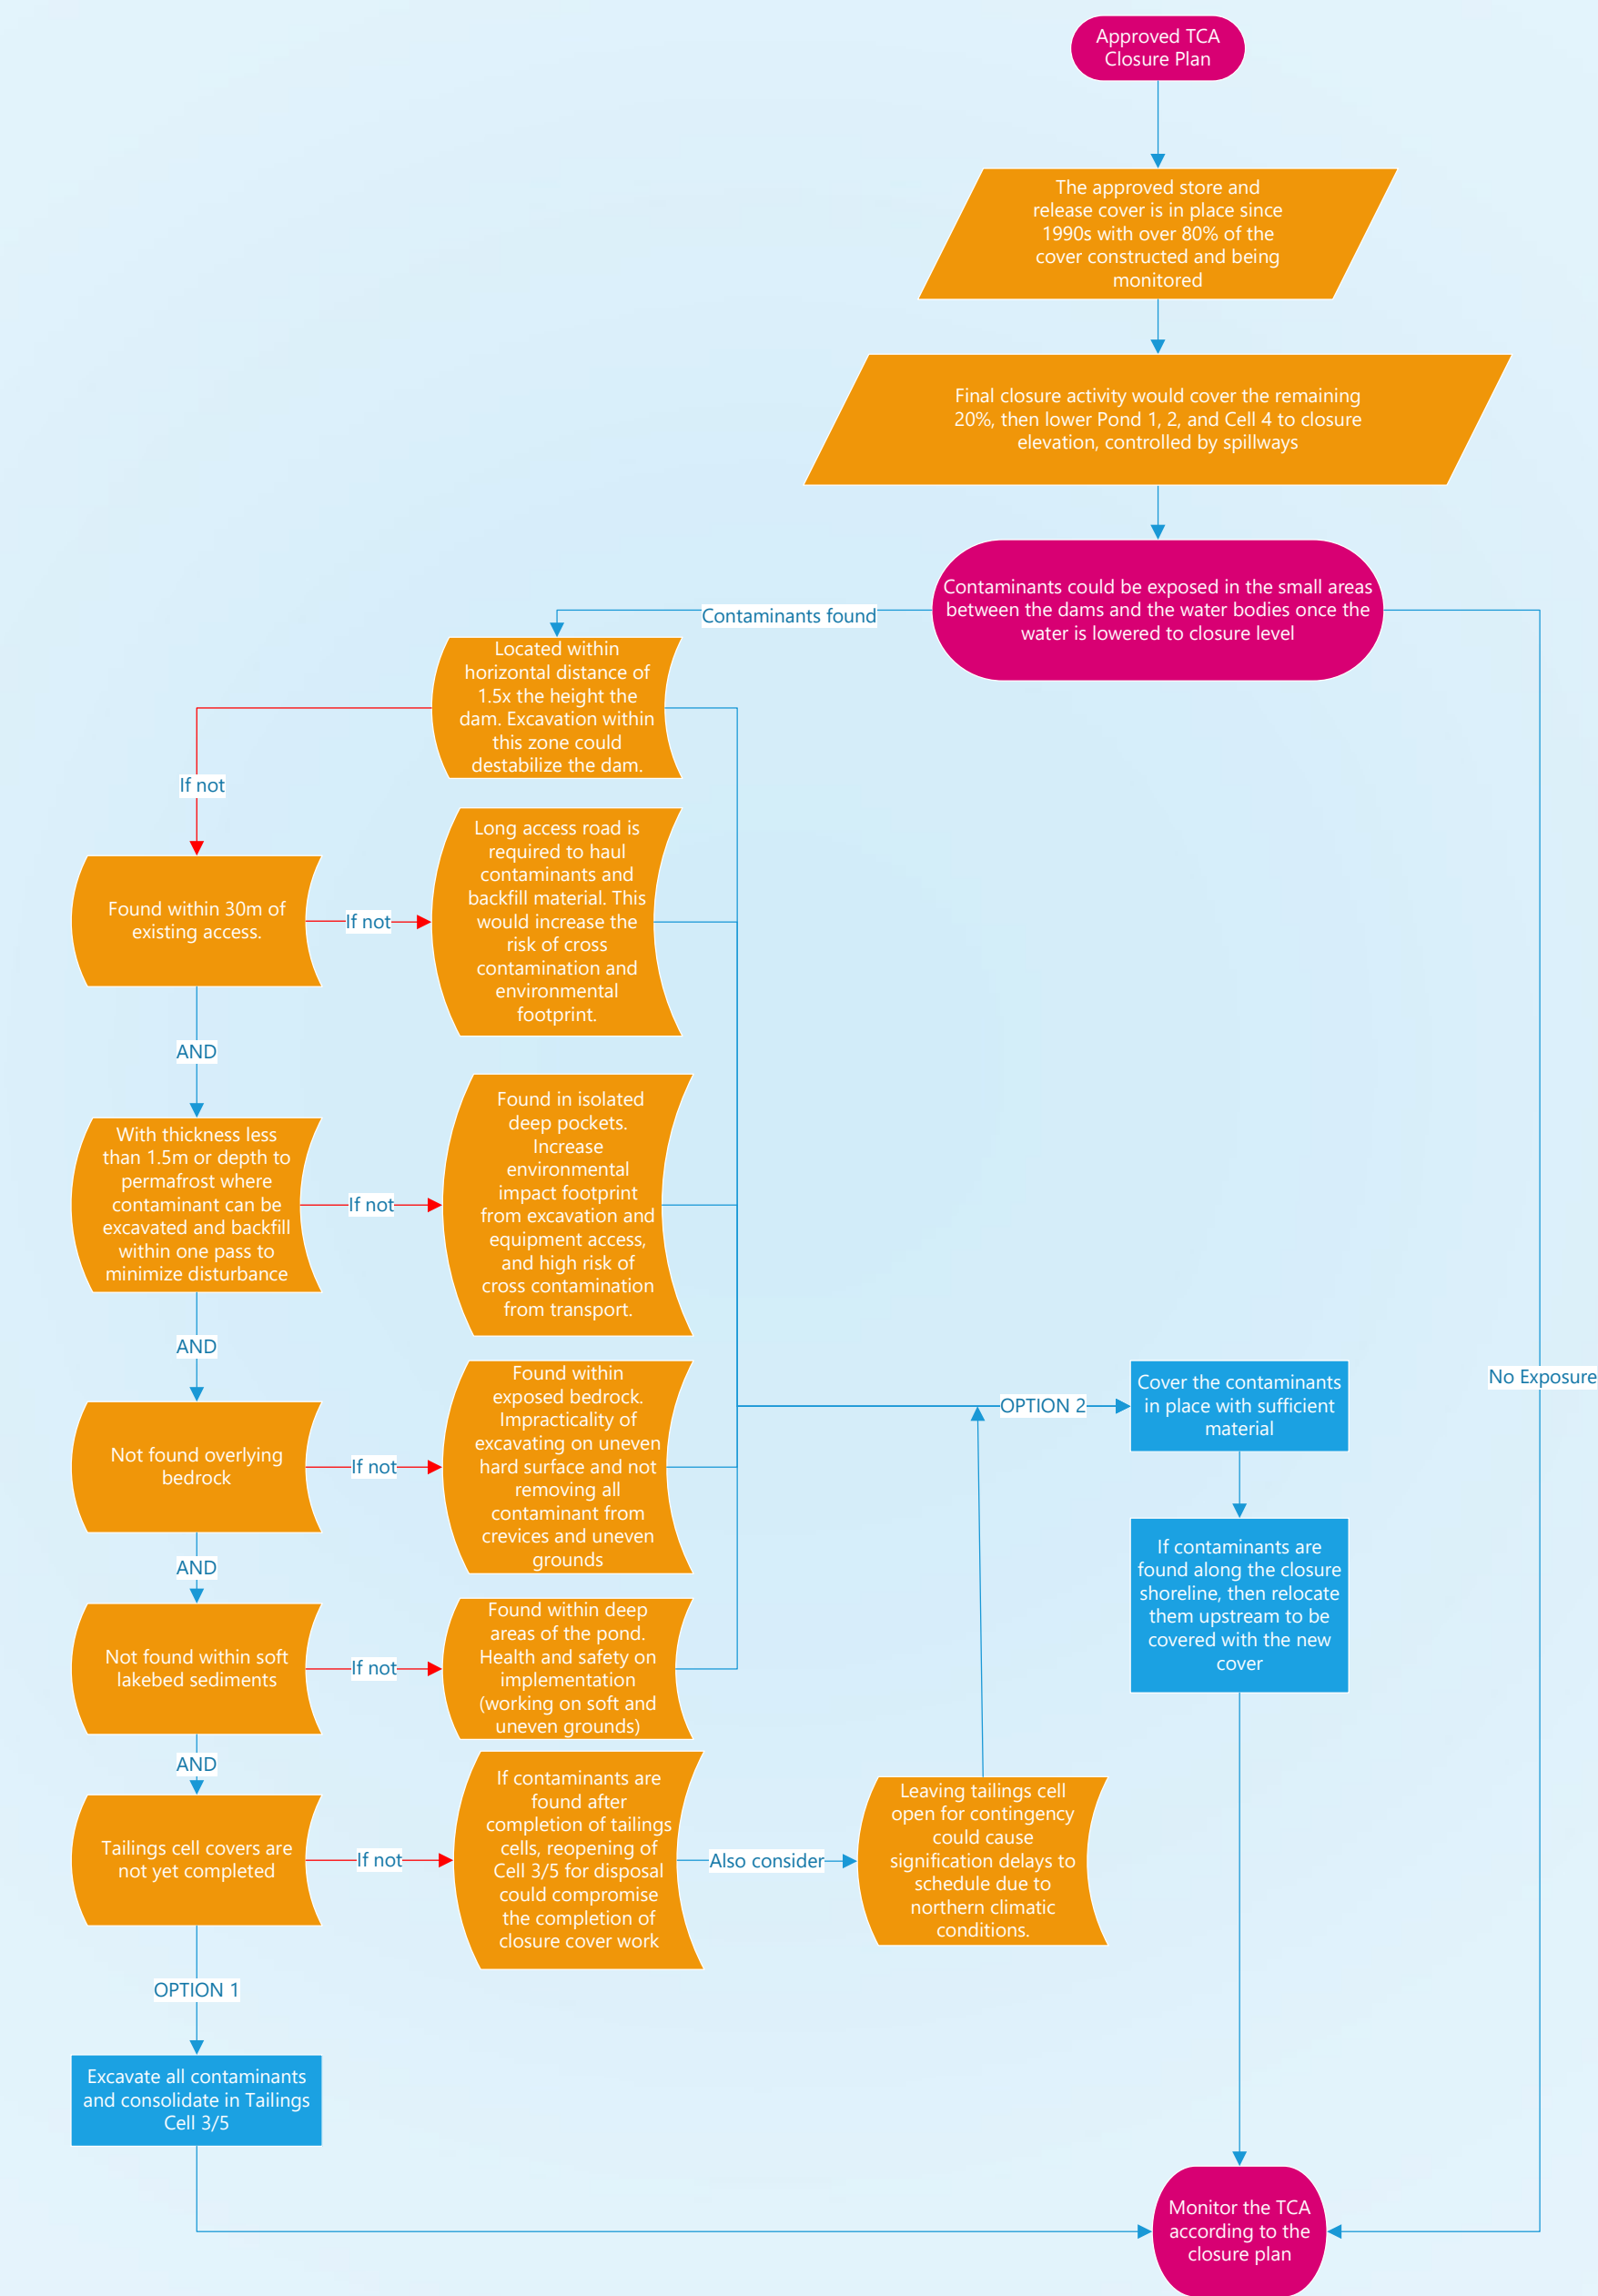 Approved TCA
Closure Plan
The approved store and
release cover is in place since
1990s with over 80% of the
cover constructed and being
monitored
Final closure activity would cover the remaining
20%, then lower Pond 1, 2, and Cell 4 to closure
elevation, controlled by spillways
Contaminants could be exposed in the small areas
between the dams and the water bodies once the
water is lowered to closure level
Contaminants found
Located within
horizontal distance of
1.5x the height the
dam. Excavation within
this zone could
destabilize the dam.
If not
Found within 30m of
existing access.
If not
Long access road is
required to haul
contaminants and
backfill material. This
would increase the
risk of cross
contamination and
environmental
footprint.
AND
With thickness less
than 1.5m or depth to
permafrost where
contaminant can be
excavated and backfill
within one pass to
minimize disturbance
If not
Found in isolated
deep pockets.
Increase
environmental
impact footprint
from excavation and
equipment access,
and high risk of
cross contamination
from transport.
AND
Not found overlying
bedrock
If not
Found within
exposed bedrock.
Impracticality of
excavating on uneven
hard surface and not
removing all
contaminant from
crevices and uneven
grounds
AND
Not found within soft
lakebed sediments
If not
Found within deep
areas of the pond.
Health and safety on
implementation
(working on soft and
uneven grounds)
AND
Tailings cell covers are
not yet completed
If not
If contaminants are
found after
completion of tailings
cells, reopening of
Cell 3/5 for disposal
could compromise
the completion of
closure cover work
Also consider
Leaving tailings cell
open for contingency
could cause
signification delays to
schedule due to
northern climatic
conditions.
OPTION 1
Excavate all contaminants
and consolidate in Tailings
Cell 3/5
OPTION 2
Cover the contaminants
in place with sufficient
material
If contaminants are
found along the closure
shoreline, then relocate
them upstream to be
covered with the new
cover
No Exposure
Monitor the TCA
according to the
closure plan